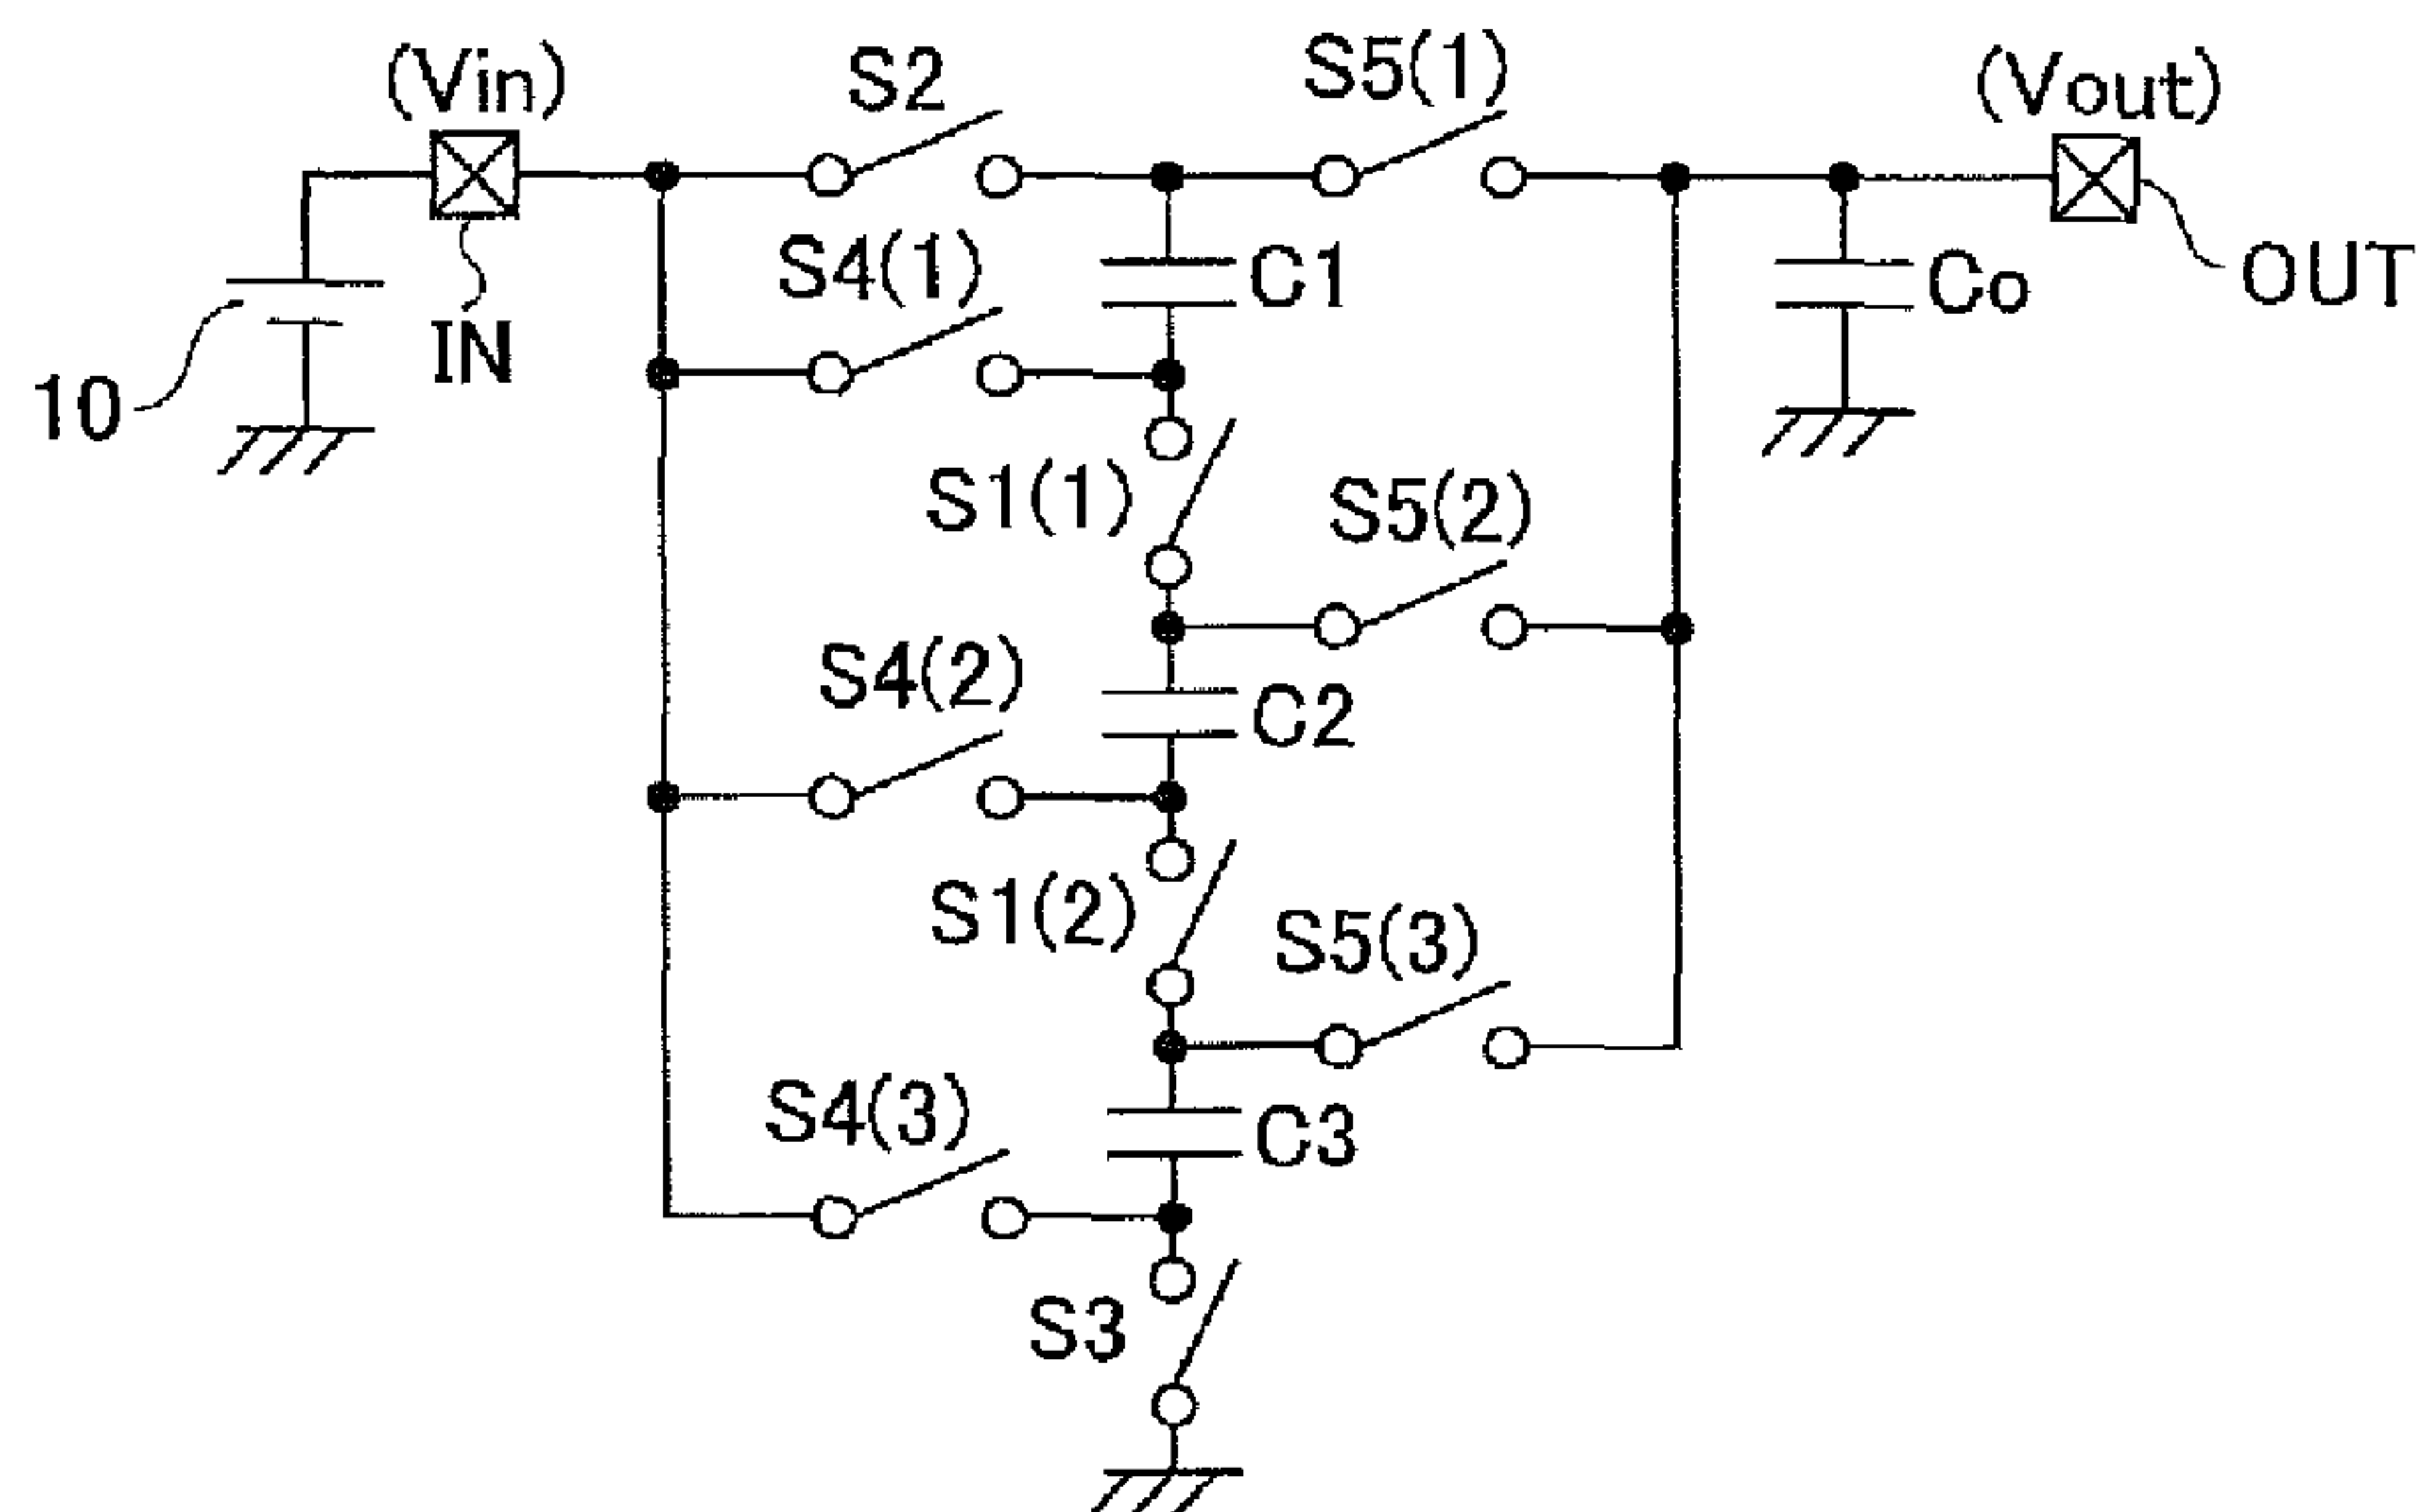 (Vin)
S2
S5(1)
(Vout)
S4(1)
C1
Co
OUT
IN
10
S1(1)
S5(2)
S4(2)
C2
S1(2)
S5(3)
S4(3)
C3
S3